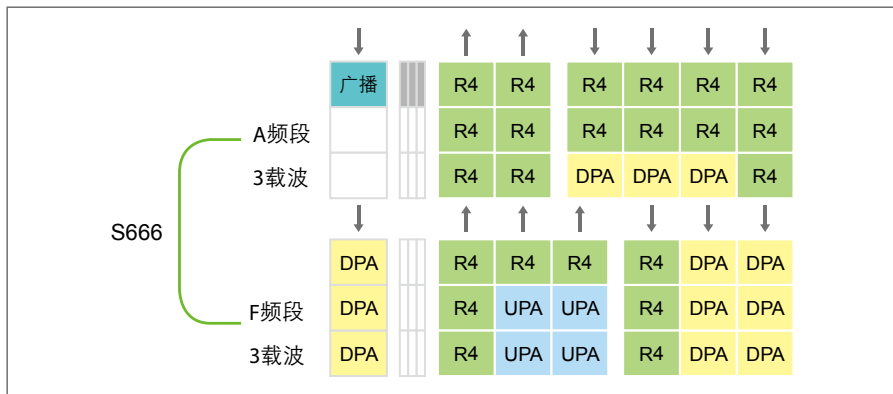 广播 R4 R4 R4 R4 R4 R4
A频段 R4 R4 R4 R4 R4 R4
3载波 R4 R4 DPA DPA DPA R4
S666
DPA R4 R4 R4 R4 DPA DPA
F频段 DPA R4 UPA UPA R4 DPA DPA
3载波 DPA R4 UPA UPA R4 DPA DPA